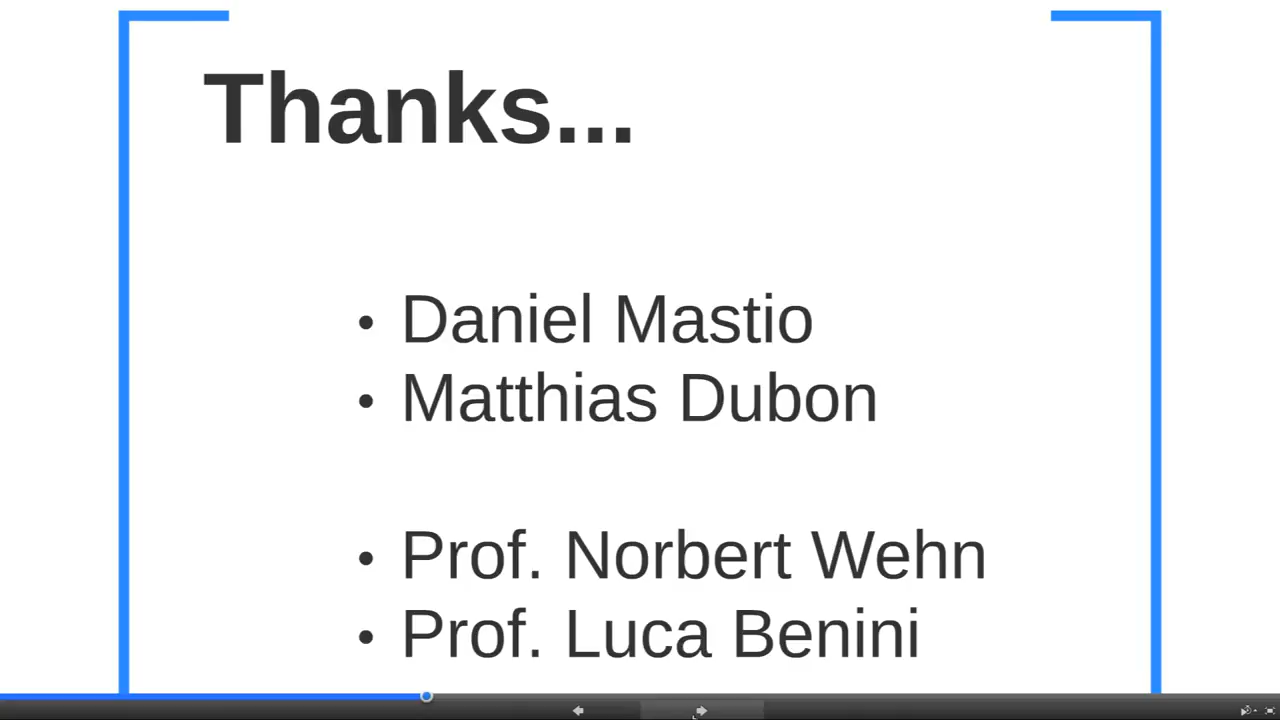 Thanks...
• Daniel Mastio
• Matthias Dubon
• Prof. Norbert Wehn
• Prof. Luca Benini